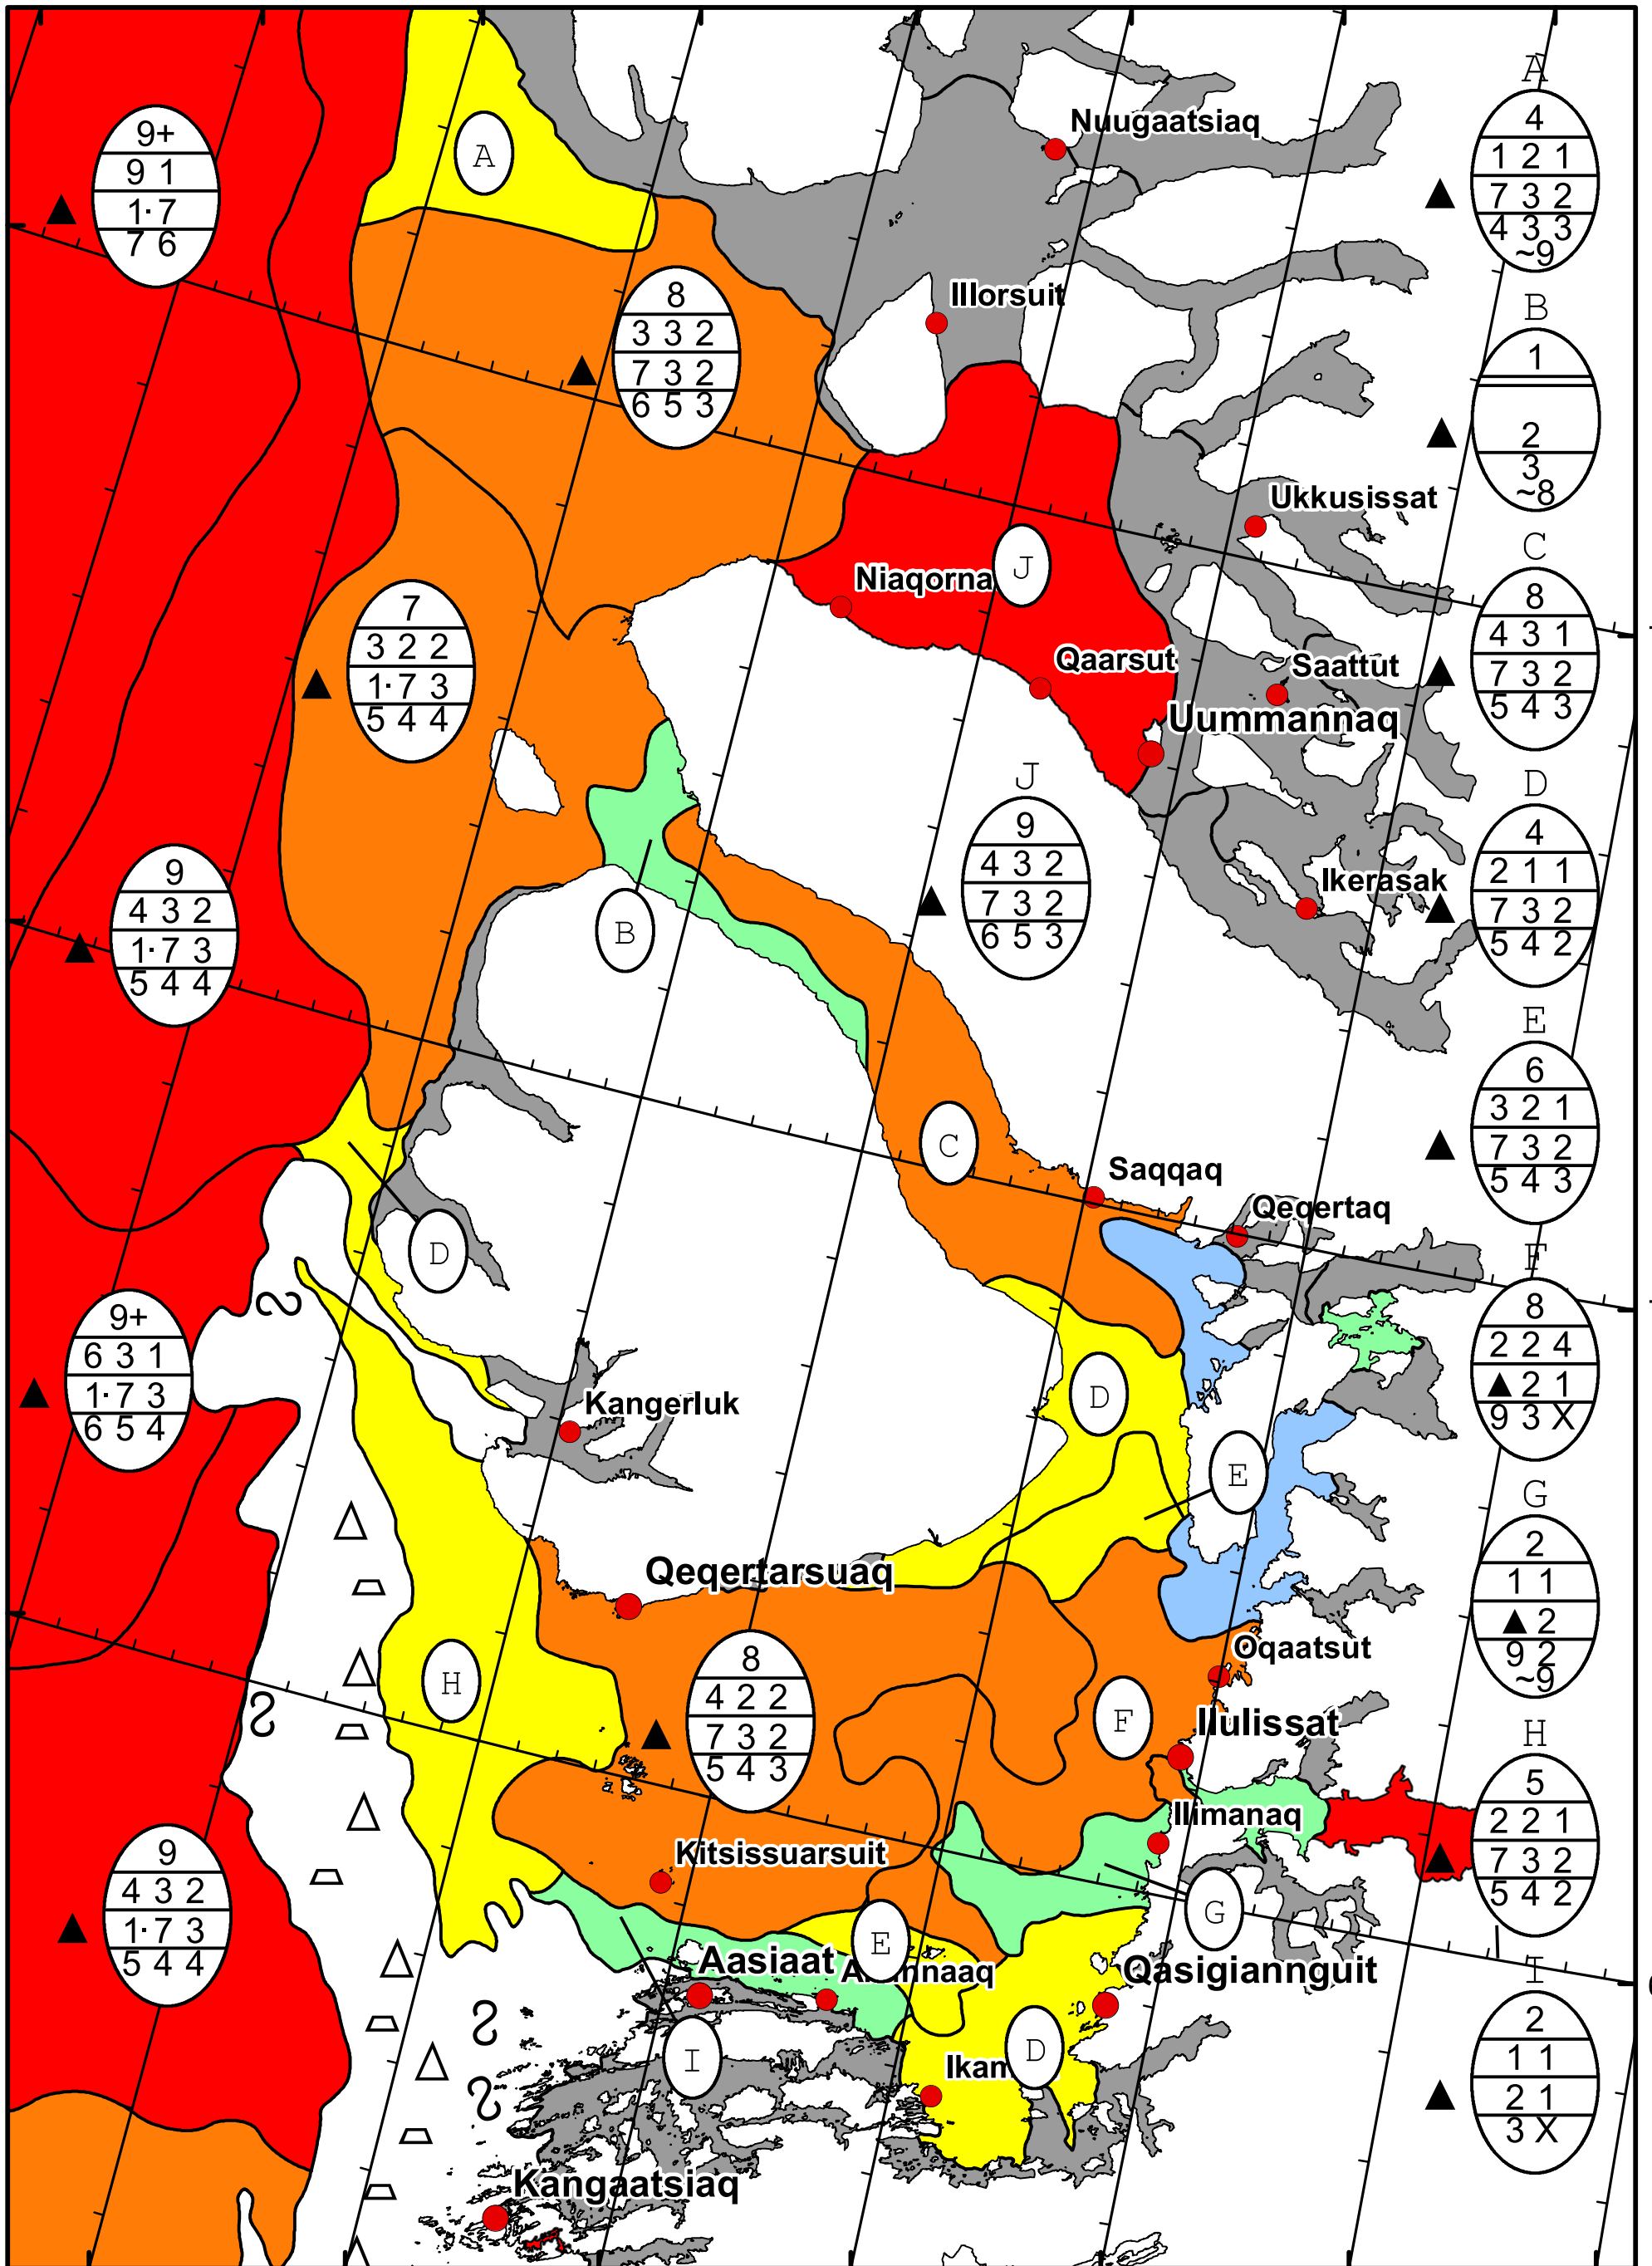 A
4
1 2 1
7 3 2
4 3 3
~9
9+
9 1
1· 7
7 6
A
Nuugaatsiaq
Illorsuit
8
3 3 2
7 3 2
6 5 3
B
1
2
3
~8
Ukkusissat
J
Niaqorna
C
8
4 3 1
7 3 2
5 4 3
7
3 2 2
1· 7 3
5 4 4
Qaarsut
Saattut
Uummannaq
J
9
4 3 2
7 3 2
6 5 3
D
4
2 1 1
7 3 2
5 4 2
Ikerasak
9
4 3 2
1· 7 3
5 4 4
B
E
6
3 2 1
7 3 2
5 4 3
C
Saqqaq
Qeqertaq
D
F
8
2 2 4
▲ 2 1
9 3 X
9+
6 3 1
1· 7 3
6 5 4
Kangerluk
D
E
G
2
1 1
▲ 2
9 2
~9
Qeqertarsuaq
Oqaatsut
H
8
4 2 2
7 3 2
5 4 3
F
Ilulissat
H
5
2 2 1
7 3 2
5 4 2
Ilimanaq
Kitsissuarsuit
9
4 3 2
1· 7 3
5 4 4
G
E
Aasiaat
Qasigiannguit
I
2
1 1
2 1
3 X
I
D
Kangaatsiaq